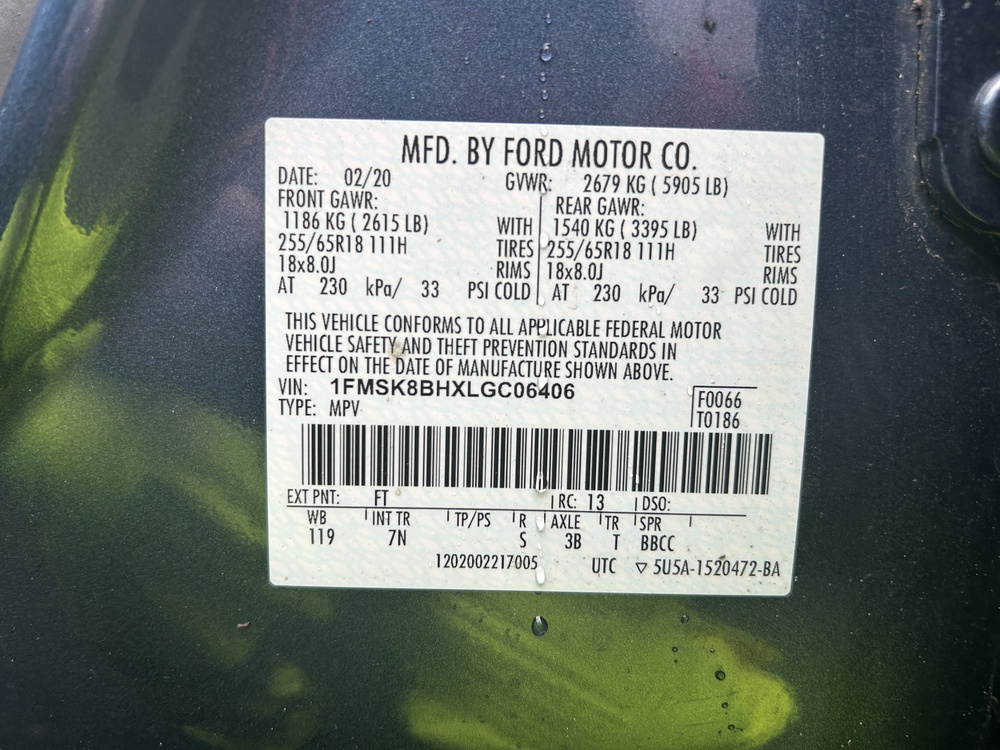 MFD. BY FORD MOTOR CO.
DATE: 02/20 GVWR: 2679 KG ( 5905 LB)
FRONT GAWR: REAR GAWR:
1186 KG ( 2615 LB) WITH 1540 KG ( 3395 LB) WITH
255/65R18 111H TIRES 255/65R18 111H TIRES
18x8.0J RIMS 18x8.0J RIMS
AT 230 kPa/ 33 PSI COLD AT 230 kPa/ 33 PSI COLD
THIS VEHICLE CONFORMS TO ALL APPLICABLE FEDERAL MOTOR
VEHICLE SAFETY AND THEFT PREVENTION STANDARDS IN
EFFECT ON THE DATE OF MANUFACTURE SHOWN ABOVE.
VIN: 1FMSK8BHXLGC06406 F0066
TYPE: MPV T0186
EXT PNT: FT RC: 13 DSO:
WB INT TR TP/PS R AXLE TR SPR
119 7N S 3B T BBCC
1202002217005 UTC ▽ 5U5A-1520472-BA